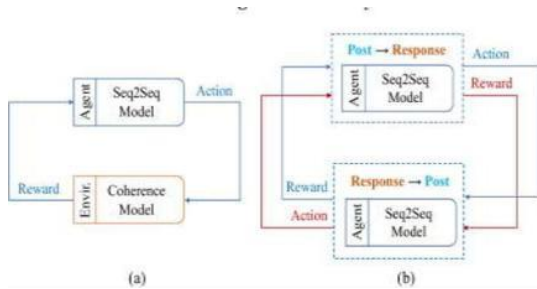 Agent
Seq2Seq
Model
Action
Reward
Envir.
Coherence
Model
(a)
Post → Response
Action
Agent
Seq2Seq
Model
Reward
Reward
Response → Post
Action
Agent
Seq2Seq
Model
(b)